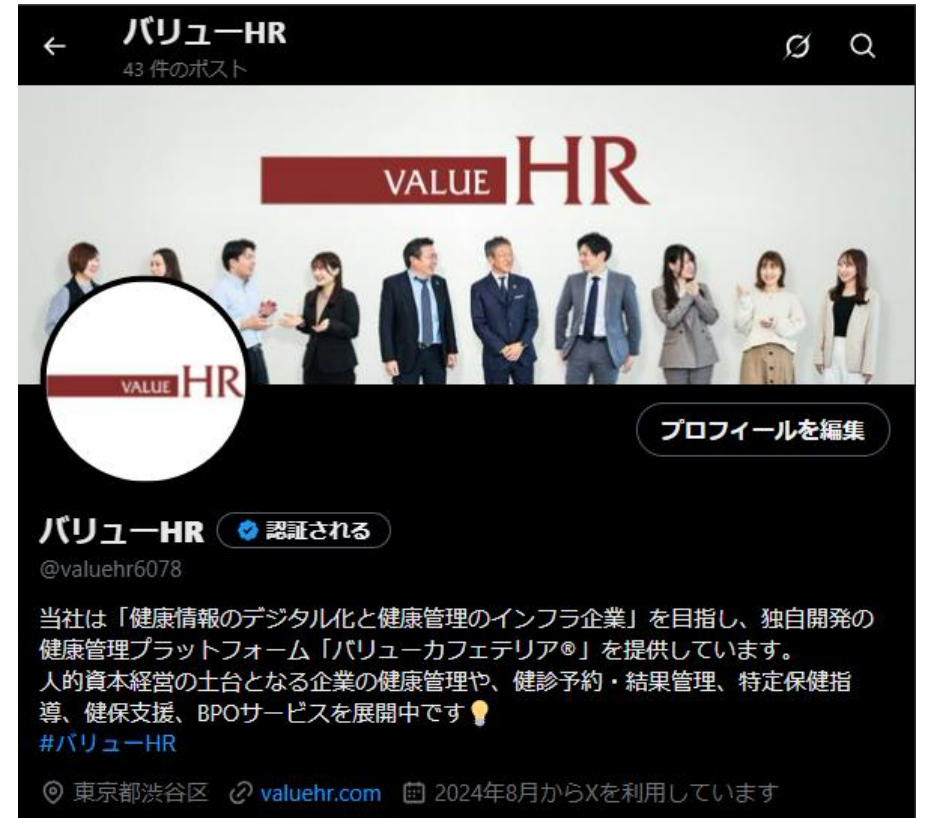 バリューHR
43 件のポスト
VALUE HR
VALUE HR
プロフィールを編集
バリューHR 認証される
@valuehr6078
当社は「健康情報のデジタル化と健康管理のインフラ企業」を目指し、独自開発の
健康管理プラットフォーム「バリューカフェテリア®」を提供しています。
人的資本経営の土台となる企業の健康管理や、健診予約・結果管理、特定保健指
導、健保支援、BPOサービスを展開中です💡
#バリューHR
東京都渋谷区 valuehr.com 2024年8月からXを利用しています